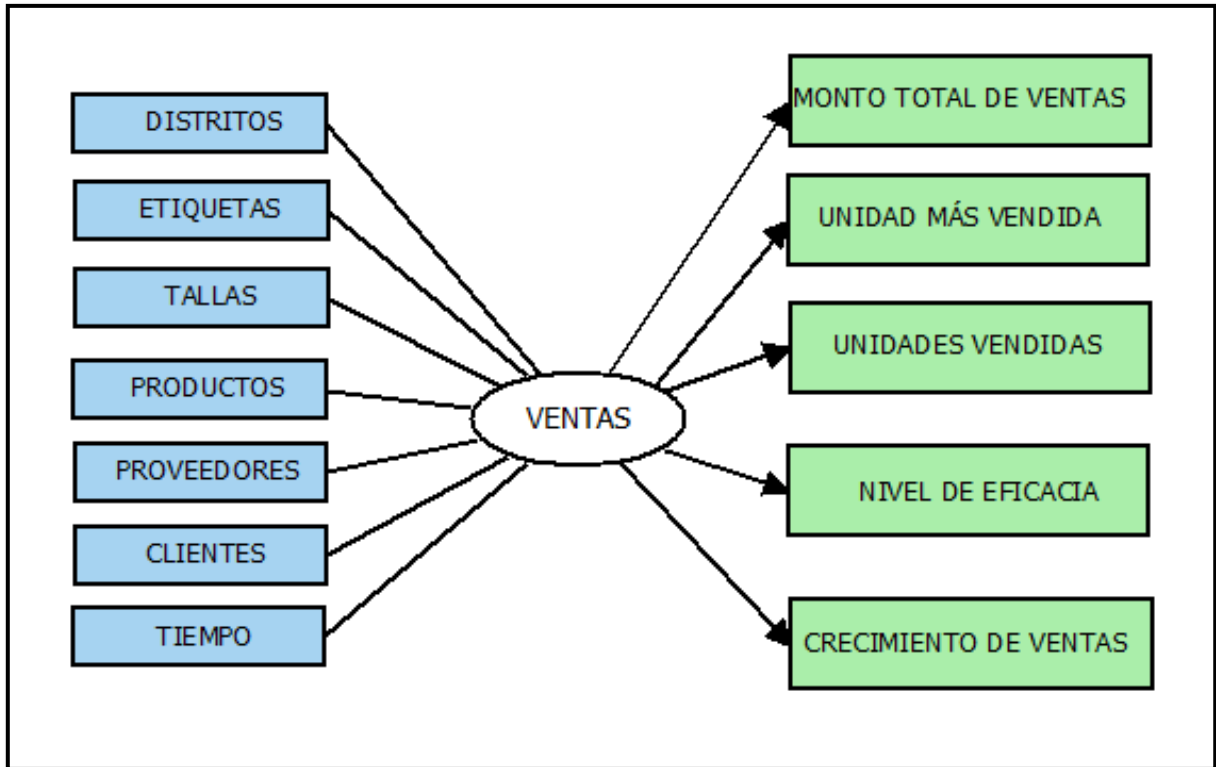 DISTRITOS
ETIQUETAS
TALLAS
PRODUCTOS
PROVEEDORES
CLIENTES
TIEMPO
VENTAS
MONTO TOTAL DE VENTAS
UNIDAD MÁS VENDIDA
UNIDADES VENDIDAS
NIVEL DE EFICACIA
CRECIMIENTO DE VENTAS